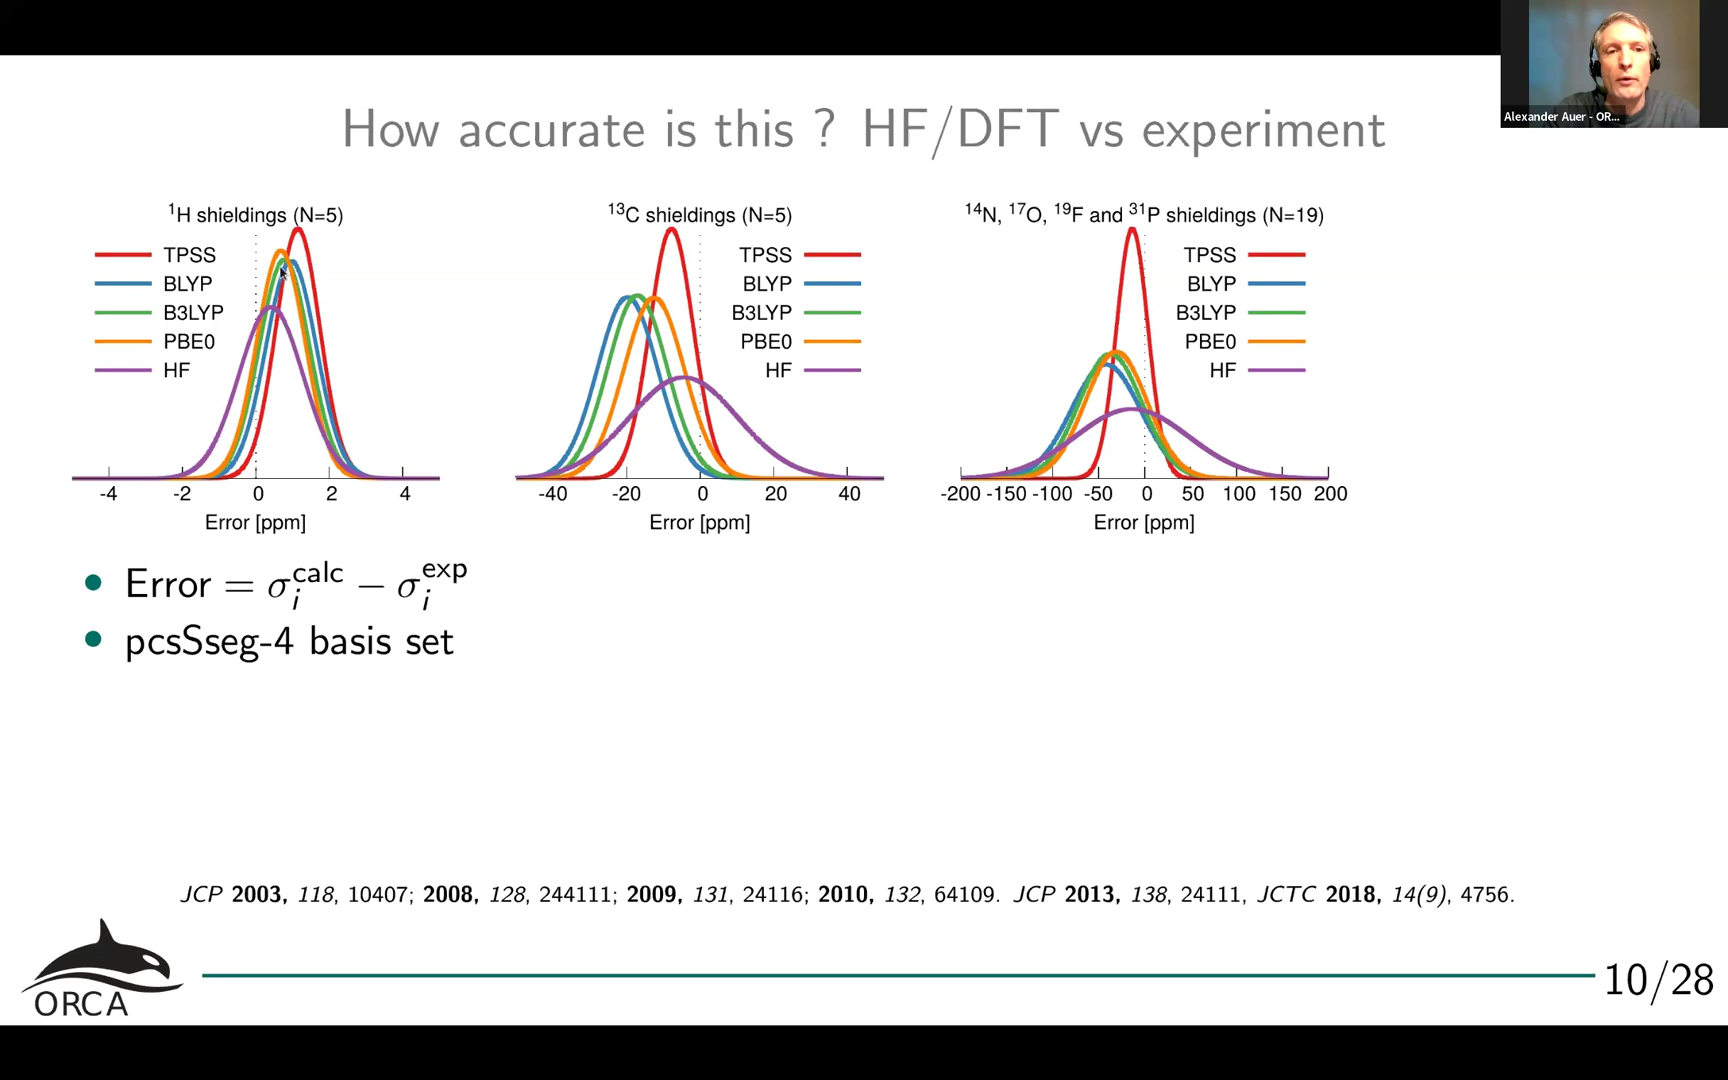 Alexander Auer - OR...
How accurate is this ? HF/DFT vs experiment
¹H shieldings (N=5)
TPSS
BLYP
B3LYP
PBE0
HF
-4 -2 0 2 4
Error [ppm]
¹³C shieldings (N=5)
TPSS
BLYP
B3LYP
PBE0
HF
-40 -20 0 20 40
Error [ppm]
¹⁴N, ¹⁷O, ¹⁹F and ³¹P shieldings (N=19)
TPSS
BLYP
B3LYP
PBE0
HF
-200 -150 -100 -50 0 50 100 150 200
Error [ppm]
• Error = σᵢᶜᵃˡᶜ − σᵢᵉˣᵖ
• pcsSseg-4 basis set
JCP 2003, 118, 10407; 2008, 128, 244111; 2009, 131, 24116; 2010, 132, 64109. JCP 2013, 138, 24111, JCTC 2018, 14(9), 4756.
ORCA
10/28